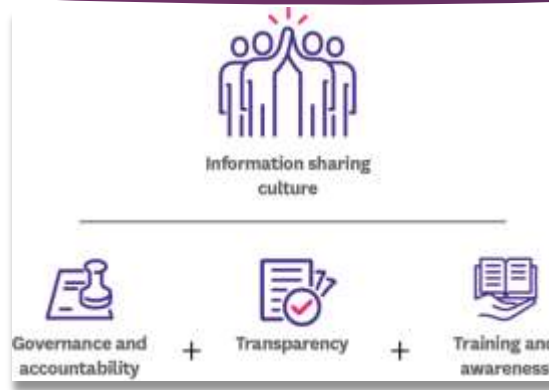 Information sharing
culture
Governance and
accountability
+
Transparency
+
Training and
awareness